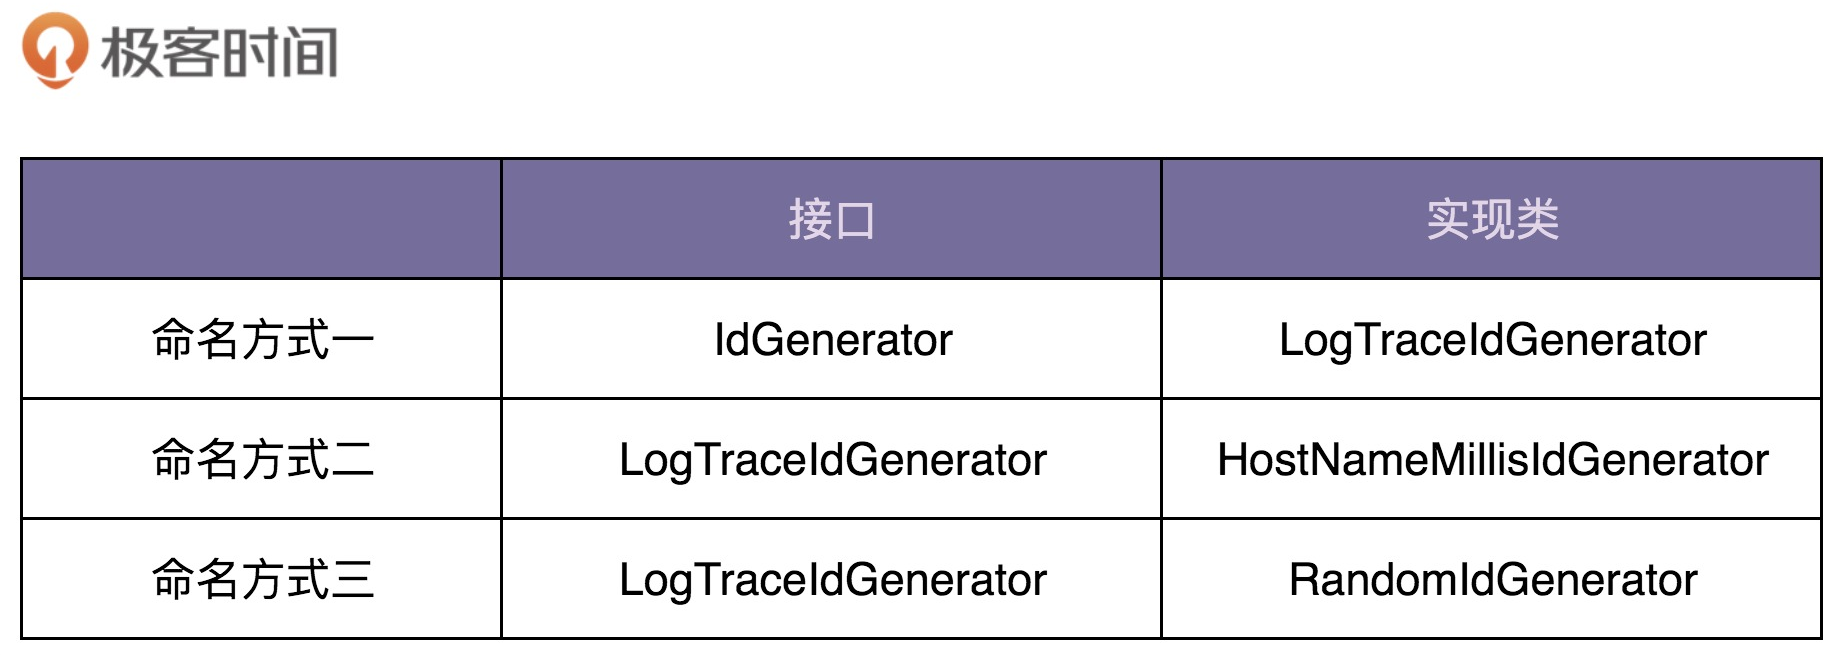 极客时间
接口 实现类
命名方式一 IdGenerator LogTraceIdGenerator
命名方式二 LogTraceIdGenerator HostNameMillisIdGenerator
命名方式三 LogTraceIdGenerator RandomIdGenerator